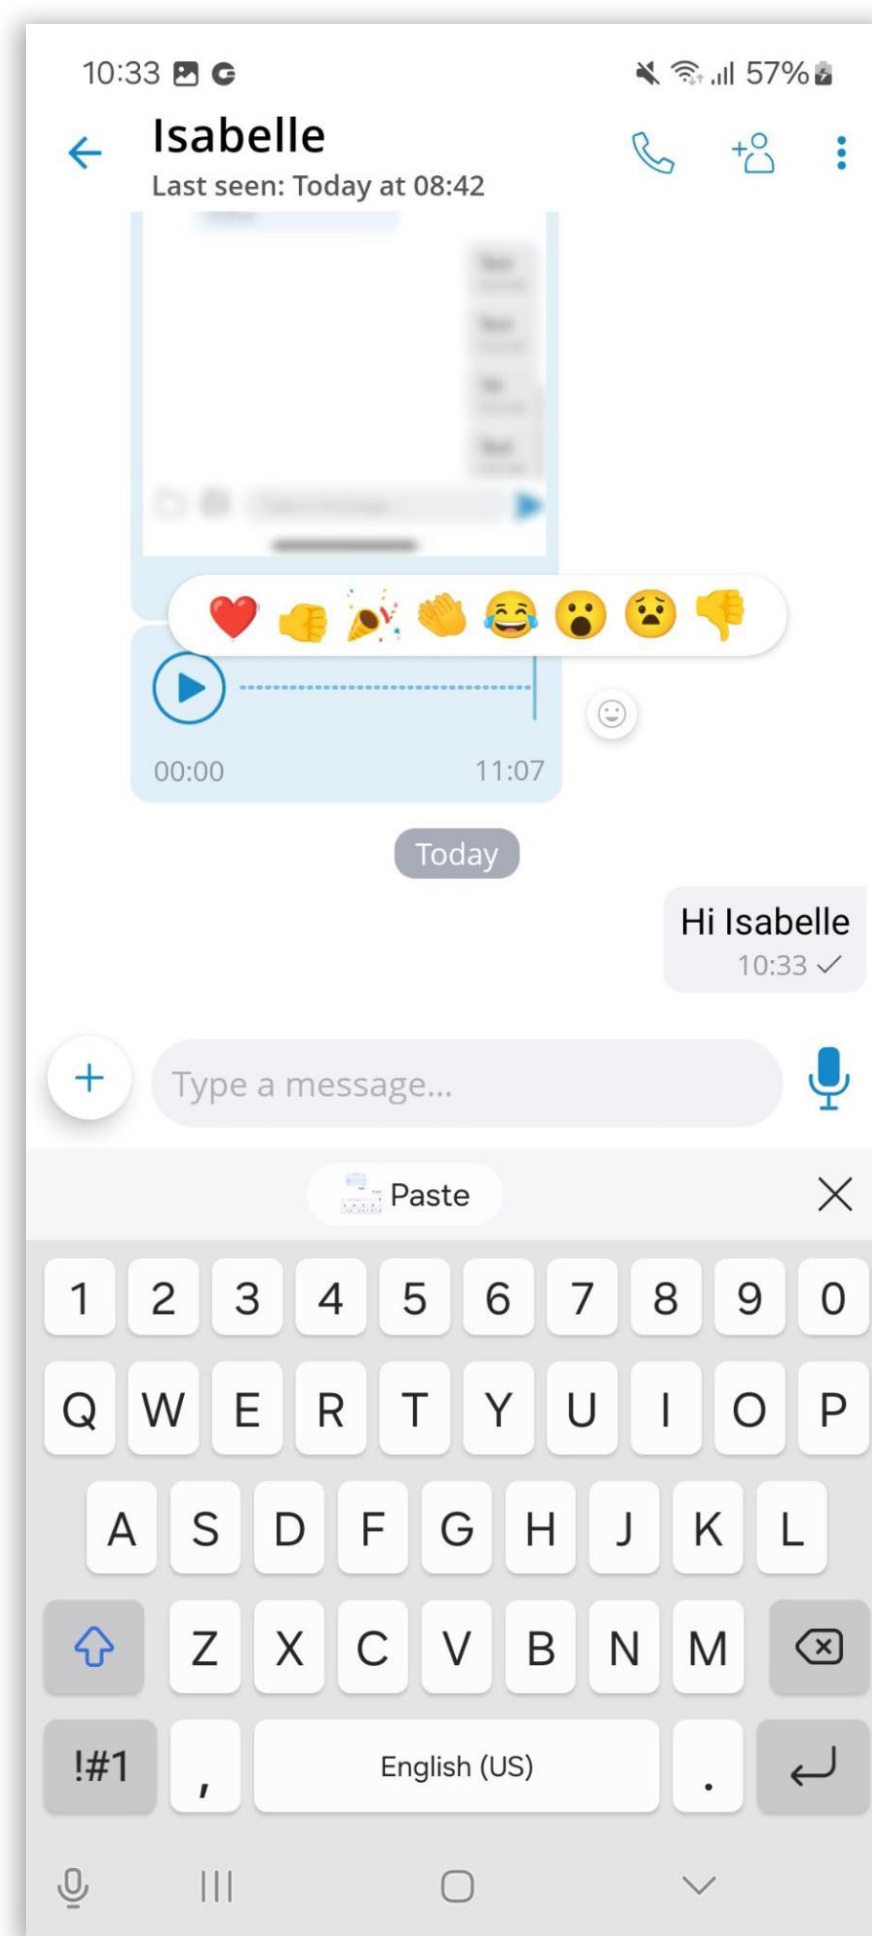 10:33
57%
Isabelle
Last seen: Today at 08:42
00:00
11:07
Today
Hi Isabelle
10:33
Type a message...
Paste
1 2 3 4 5 6 7 8 9 0
Q W E R T Y U I O P
A S D F G H J K L
Z X C V B N M
!#1 , English (US) .